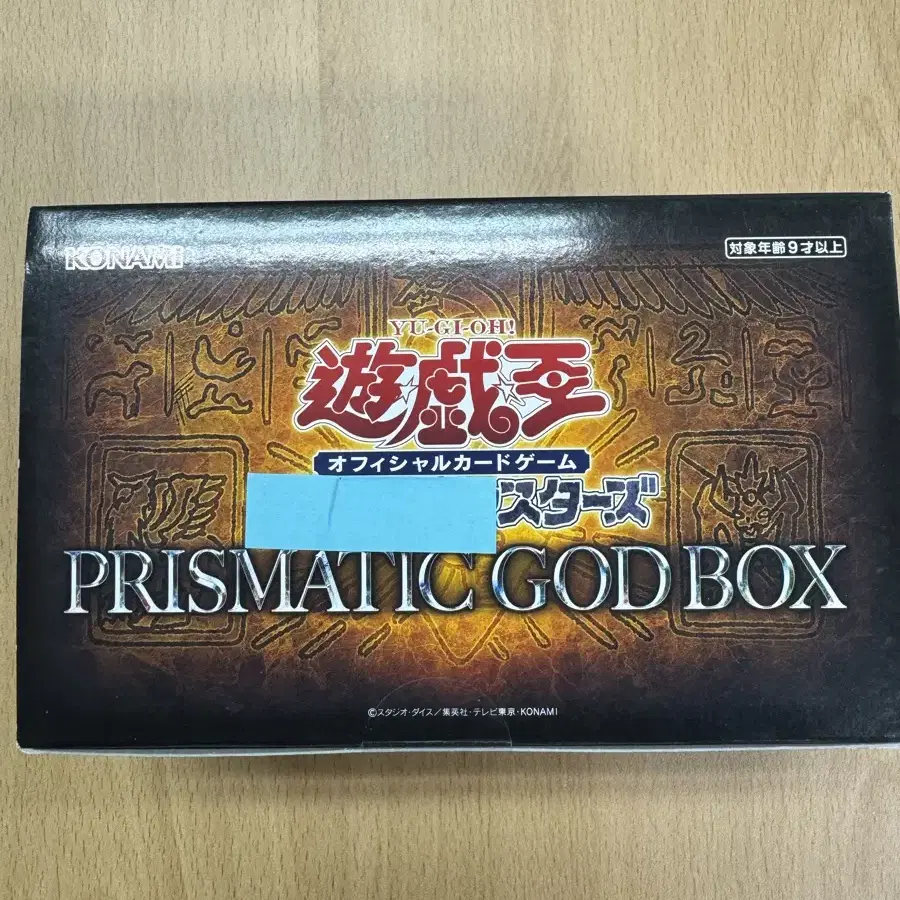 KONAMI
対象年齢9才以上
YU-GI-OH!
遊戯王
オフィシャルカードゲーム
スターズ
PRISMATIC GOD BOX
©スタジオ・ダイス/集英社・テレビ東京・KONAMI